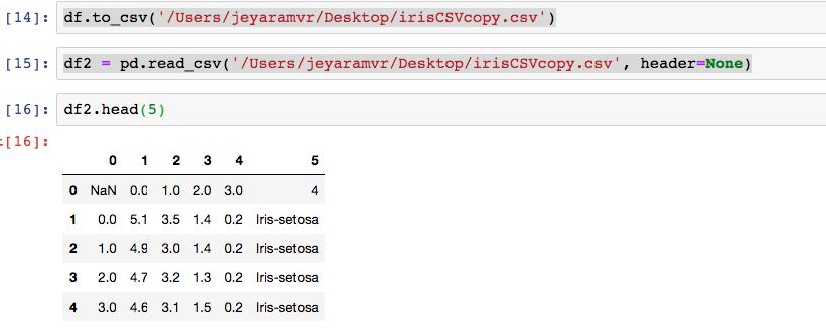 [14]: df.to_csv('/Users/jeyaramvr/Desktop/irisCSVcopy.csv')
[15]: df2 = pd.read_csv('/Users/jeyaramvr/Desktop/irisCSVcopy.csv', header=None)
[16]: df2.head(5)
t[16]:
0 1 2 3 4 5
0 NaN 0.0 1.0 2.0 3.0 4
1 0.0 5.1 3.5 1.4 0.2 Iris-setosa
2 1.0 4.9 3.0 1.4 0.2 Iris-setosa
3 2.0 4.7 3.2 1.3 0.2 Iris-setosa
4 3.0 4.6 3.1 1.5 0.2 Iris-setosa